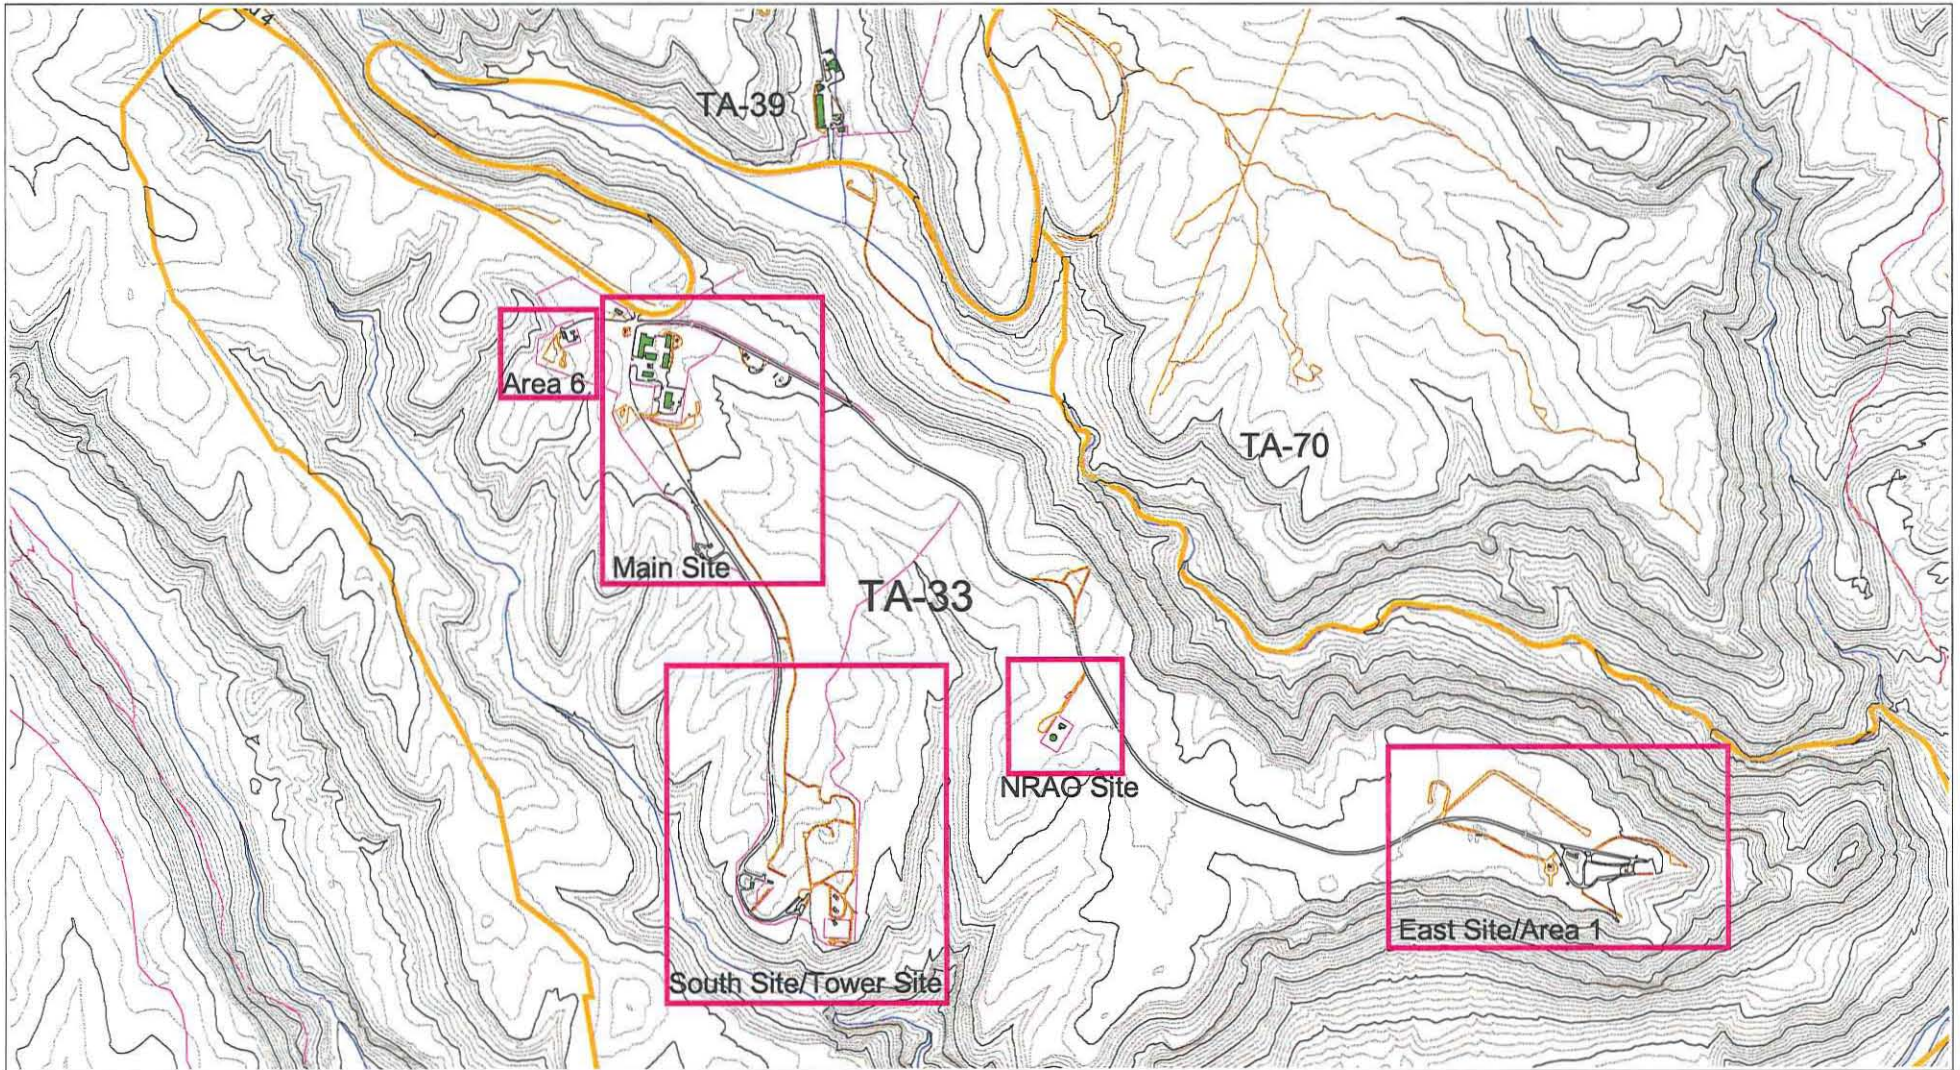 4
TA-39
Area 6
TA-70
Main Site
TA-33
NRAO Site
East Site/Area 1
South Site/Tower Site